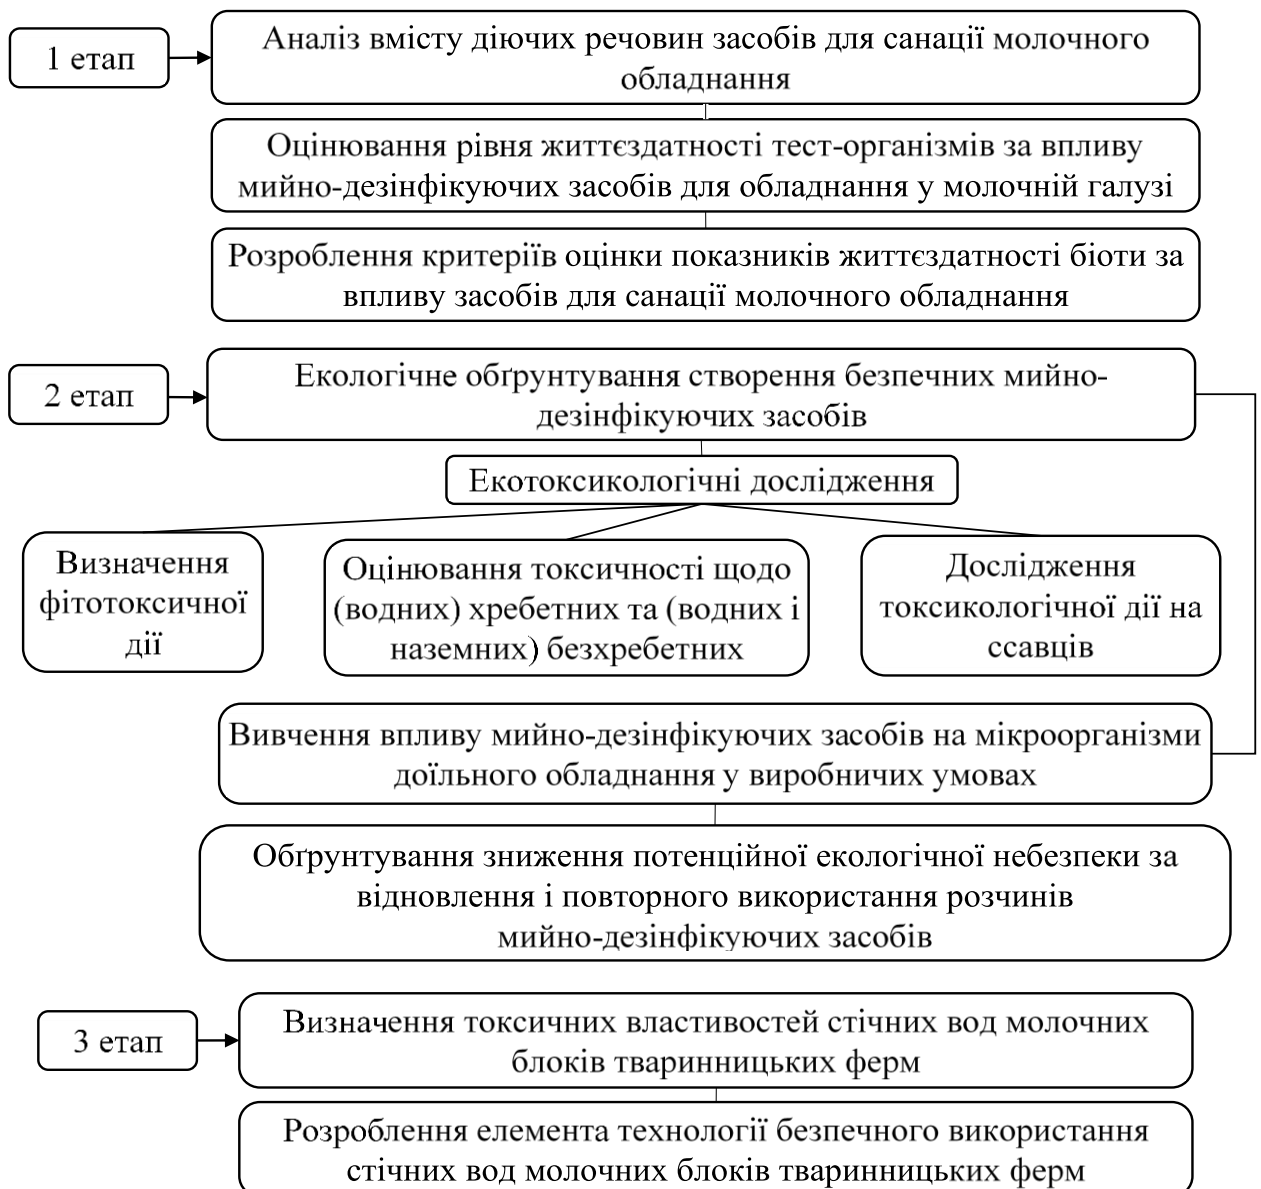 1 етап
Аналіз вмісту діючих речовин засобів для санації молочного
обладнання
Оцінювання рівня життєздатності тест-організмів за впливу
мийно-дезінфікуючих засобів для обладнання у молочній галузі
Розроблення критеріїв оцінки показників життєздатності біоти за
впливу засобів для санації молочного обладнання
2 етап
Екологічне обґрунтування створення безпечних мийно-
дезінфікуючих засобів
Екотоксикологічні дослідження
Визначення
фітотоксичної
дії
Оцінювання токсичності щодо
(водних) хребетних та (водних і
наземних) безхребетних
Дослідження
токсикологічної дії на
ссавців
Вивчення впливу мийно-дезінфікуючих засобів на мікроорганізми
доїльного обладнання у виробничих умовах
Обґрунтування зниження потенційної екологічної небезпеки за
відновлення і повторного використання розчинів
мийно-дезінфікуючих засобів
3 етап
Визначення токсичних властивостей стічних вод молочних
блоків тваринницьких ферм
Розроблення елемента технології безпечного використання
стічних вод молочних блоків тваринницьких ферм